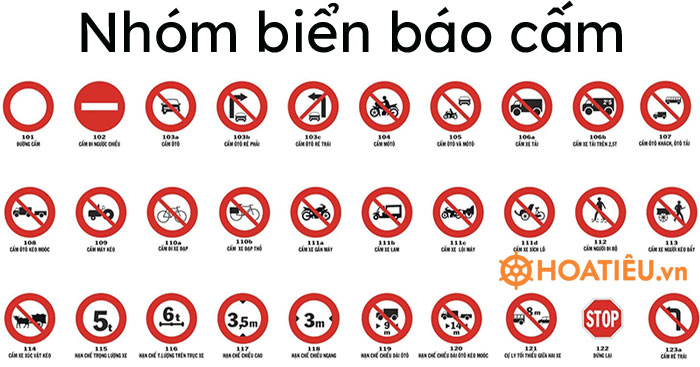 Nhóm biển báo cấm
2,5
101 102 103a 103b 103c 104 105 106a 106b 107
ĐƯỜNG CẤM CẤM ĐI NGƯỢC CHIỀU CẤM ÔTÔ CẤM ÔTÔ RẼ PHẢI CẤM ÔTÔ RẼ TRÁI CẤM MÔTÔ CẤM ÔTÔ VÀ MÔTÔ CẤM XE TẢI CẤM XE TẢI TRÊN 2,5T CẤM ÔTÔ KHÁCH, ÔTÔ TẢI
108 109 110a 110b 111a 111b 111c 111d 112 113
CẤM ÔTÔ KÉO MOÓC CẤM MÁY KÉO CẤM ĐI XE ĐẠP CẤM XE ĐẠP THỒ CẤM XE GẮN MÁY CẤM XE LAM CẤM XE LÔI MÁY CẤM XE XÍCH LÔ CẤM NGƯỜI ĐI BỘ CẤM XE NGƯỜI KÉO ĐẨY
HOATIÊU.vn
5t 6t 3,5m 3m 9m 14m 8m STOP
114 115 116 117 118 119 120 121 122 123a
CẤM XE XÚC VẬT KÉO HẠN CHẾ TRỌNG LƯỢNG XE HẠN CHẾ T.LƯỢNG TRÊN TRỤC XE HẠN CHẾ CHIỀU CAO HẠN CHẾ CHIỀU NGANG HẠN CHẾ CHIỀU DÀI ÔTÔ HẠN CHẾ CHIỀU DÀI ÔTÔ KÉO MOÓC CỰ LY TỐI THIỂU GIỮA HAI XE DỪNG LẠI CẤM RẼ TRÁI